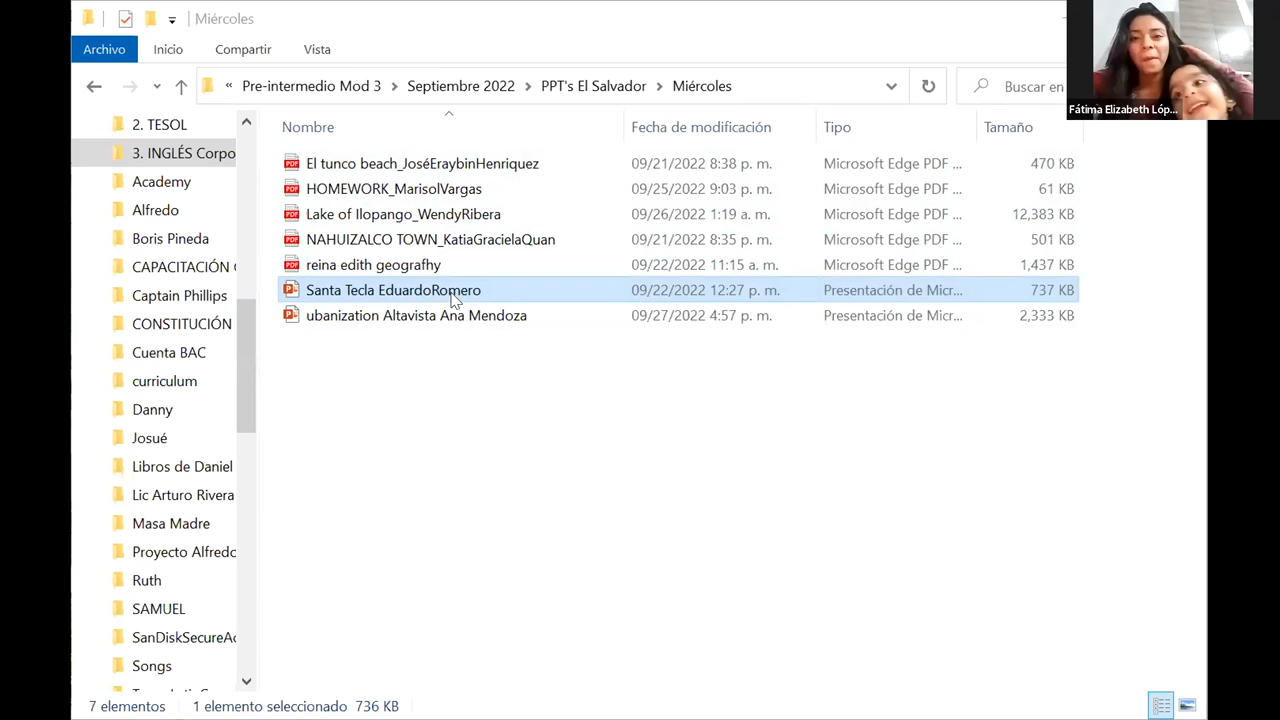 Miércoles
Archivo Inicio Compartir Vista
« Pre-intermedio Mod 3 > Septiembre 2022 > PPT's El Salvador > Miércoles
Buscar en
Fátima Elizabeth Lóp...
Nombre Fecha de modificación Tipo Tamaño
El tunco beach_JoséEraybinHenriquez 09/21/2022 8:38 p. m. Microsoft Edge PDF ... 470 KB
HOMEWORK_MarisolVargas 09/25/2022 9:03 p. m. Microsoft Edge PDF ... 61 KB
Lake of Ilopango_WendyRibera 09/26/2022 1:19 a. m. Microsoft Edge PDF ... 12,383 KB
NAHUIZALCO TOWN_KatiaGracielaQuan 09/21/2022 8:35 p. m. Microsoft Edge PDF ... 501 KB
reina edith geografhy 09/22/2022 11:15 a. m. Microsoft Edge PDF ... 1,437 KB
Santa Tecla EduardoRomero 09/22/2022 12:27 p. m. Presentación de Micr... 737 KB
ubanization Altavista Ana Mendoza 09/27/2022 4:57 p. m. Presentación de Micr... 2,333 KB
2. TESOL
3. INGLÉS Corpo
Academy
Alfredo
Boris Pineda
CAPACITACIÓN
Captain Phillips
CONSTITUCIÓN
Cuenta BAC
curriculum
Danny
Josué
Libros de Daniel
Lic Arturo Rivera
Masa Madre
Proyecto Alfredo
Ruth
SAMUEL
SanDiskSecureAc
Songs
7 elementos 1 elemento seleccionado 736 KB